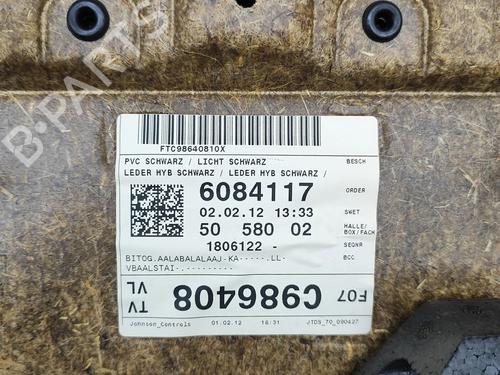 FTC98640810X
PVC SCHWARZ / LICHT SCHWARZ BESCH
LEDER HYB SCHWARZ / LEDER HYB SCHWARZ /
6084117 ORDER
02.02.12 13:33 SWET
50 580 02 HALLE/BOX/FACH
1806122 - SEQNR
BITOG.AALABALALAAJ-KA-----.LL- BCC
VBAALSTAI-.---------
TV VL C986408 F07
Johnson_Controls 01.02.12 16:31 JTDS_70_090427
B-PARTS